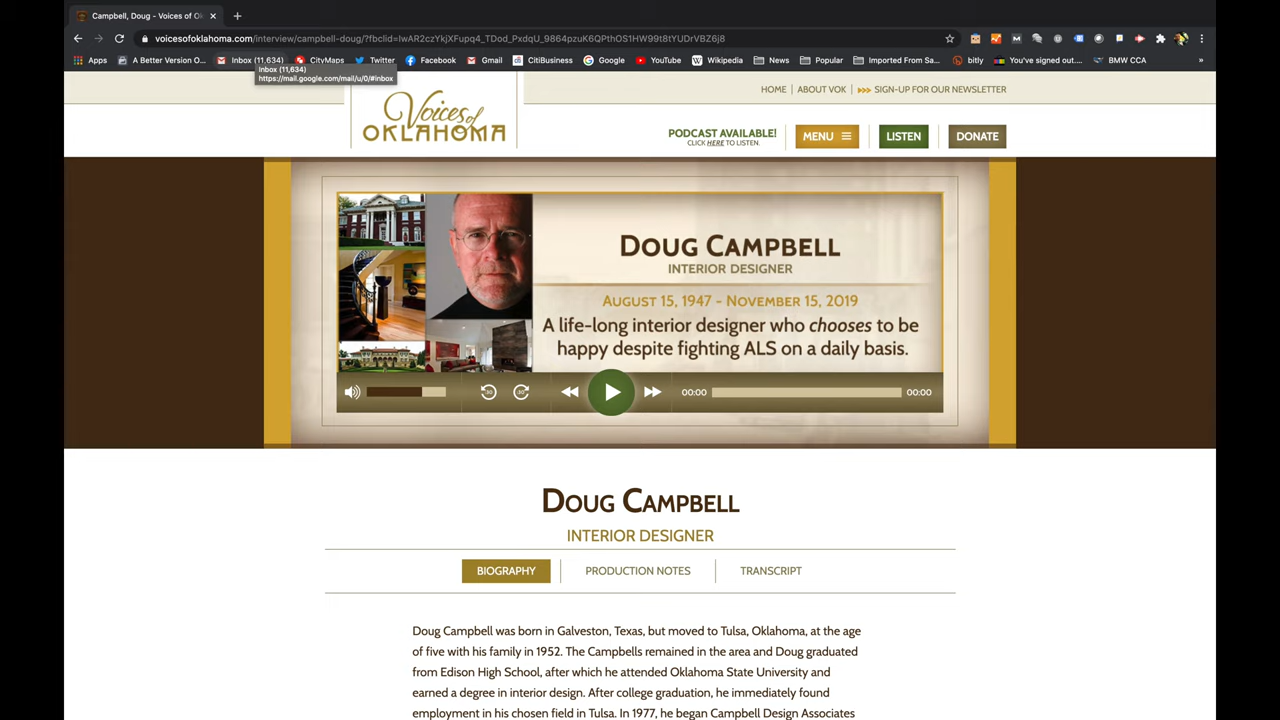 Campbell, Doug - Voices of Ok
voicesofoklahoma.com/interview/campbell-doug/?fbclid=IwAR2czYkjXFupq4_TDod_PxdqU_9864pzuK6QPthOS1HW99t8tYUDrVBZ6j8
Apps A Better Version O... Inbox (11,634) CityMaps Twitter Facebook Gmail CitiBusiness Google YouTube Wikipedia News Popular Imported From Sa... bitly You've signed out.... BMW CCA »
Inbox (11,634)
https://mail.google.com/mail/u/0/#inbox
HOME | ABOUT VOK | SIGN-UP FOR OUR NEWSLETTER
Voices of
OKLAHOMA
PODCAST AVAILABLE!
CLICK HERE TO LISTEN.
MENU
LISTEN
DONATE
DOUG CAMPBELL
INTERIOR DESIGNER
AUGUST 15, 1947 - NOVEMBER 15, 2019
A life-long interior designer who chooses to be
happy despite fighting ALS on a daily basis.
30 30 00:00 00:00
DOUG CAMPBELL
INTERIOR DESIGNER
BIOGRAPHY | PRODUCTION NOTES | TRANSCRIPT
Doug Campbell was born in Galveston, Texas, but moved to Tulsa, Oklahoma, at the age
of five with his family in 1952. The Campbells remained in the area and Doug graduated
from Edison High School, after which he attended Oklahoma State University and
earned a degree in interior design. After college graduation, he immediately found
employment in his chosen field in Tulsa. In 1977, he began Campbell Design Associates